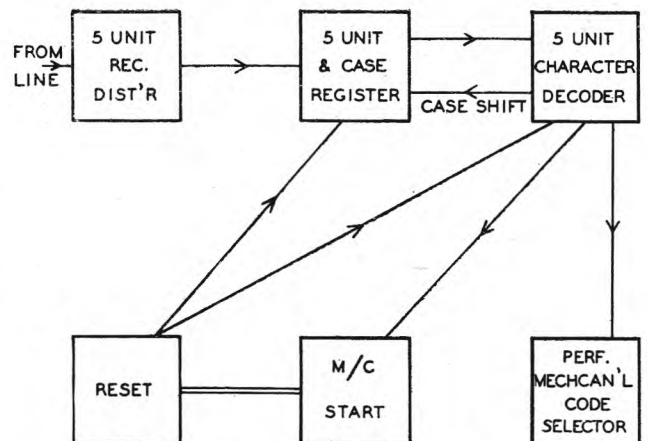 FROM
LINE
5 UNIT
REC.
DIST'R
5 UNIT
& CASE
REGISTER
5 UNIT
CHARACTER
DECODER
CASE SHIFT
RESET
M/C
START
PERF.
MECHCAN'L
CODE
SELECTOR